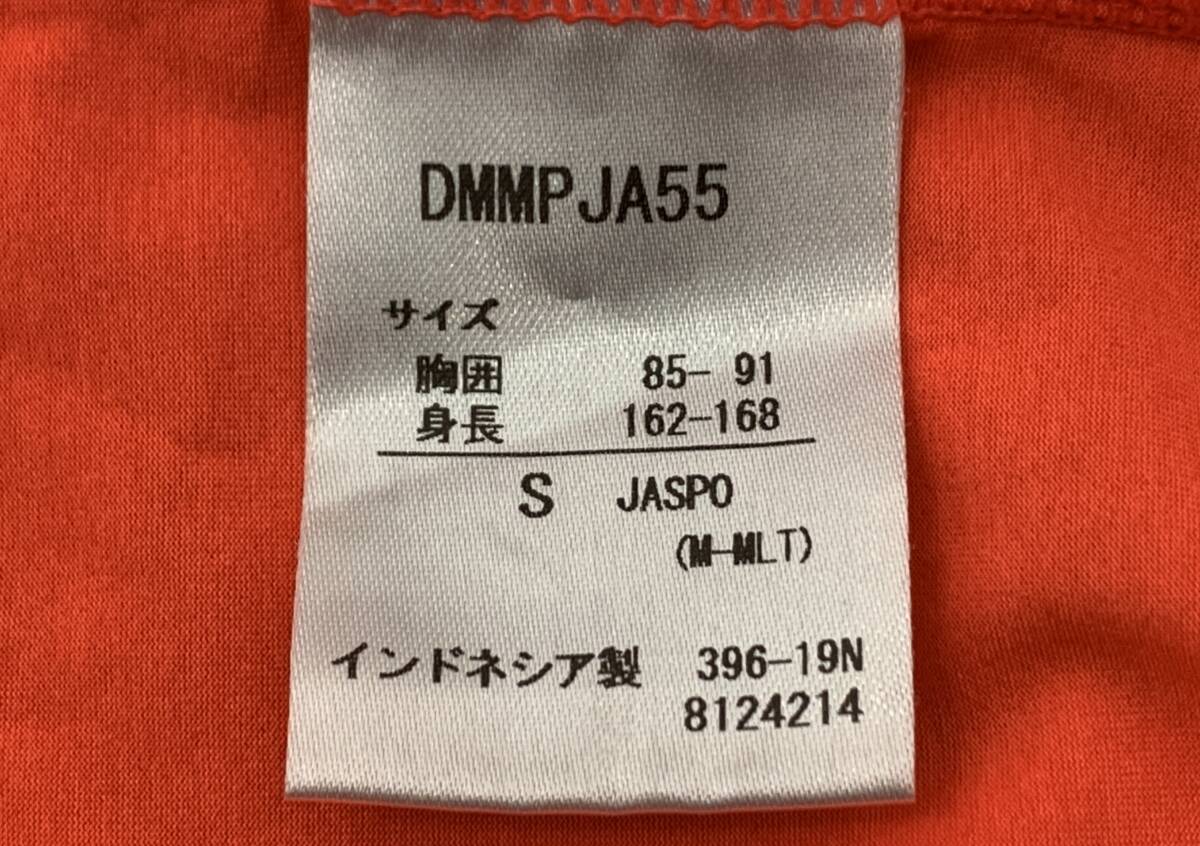 DMMPJA55
サイズ
胸囲 85- 91
身長 162-168
S JASPO
(M-MLT)
インドネシア製 396-19N
8124214